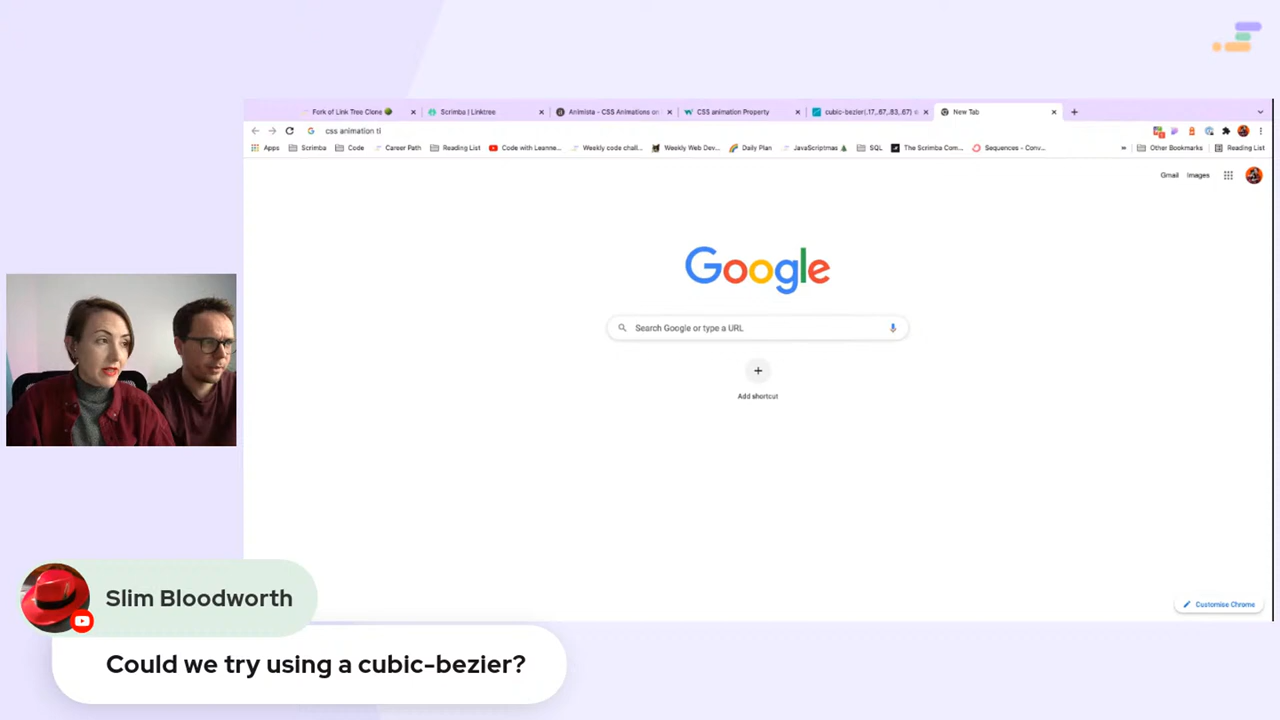 Fork of Link Tree Clone
Scrimba | Linktree
Animista - CSS Animations on
CSS animation Property
cubic-bezier(.17,.67,.83,.67)
New Tab
css animation ti
Apps
Scrimba
Code
Career Path
Reading List
Code with Leanne...
Weekly code chall...
Weekly Web Dev...
Daily Plan
JavaScriptmas
SQL
The Scrimba Com...
Sequences - Conv...
»
Other Bookmarks
Reading List
Gmail
Images
Google
Search Google or type a URL
Add shortcut
Customise Chrome
Slim Bloodworth
Could we try using a cubic-bezier?